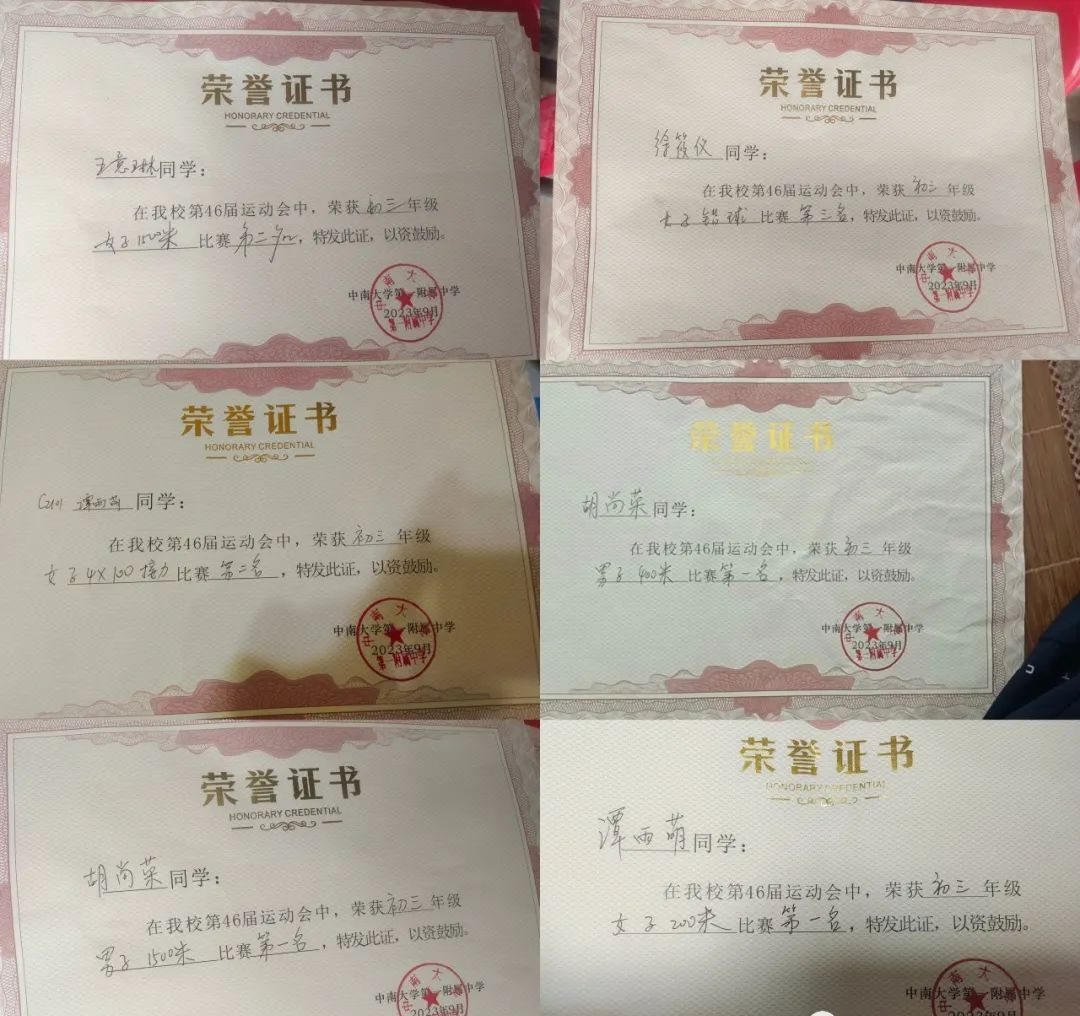 荣誉证书
HONORARY CREDENTIAL
王意琳同学：
在我校第46届运动会中，荣获初三年级
女子1500米比赛第二名，特发此证，以资鼓励。
中南大学第一附属中学
2023年9月
荣誉证书
HONORARY CREDENTIAL
徐筱仪同学：
在我校第46届运动会中，荣获初三年级
女子铅球比赛第三名，特发此证，以资鼓励。
中南大学第一附属中学
2023年9月
荣誉证书
HONORARY CREDENTIAL
C2101 谭雨萌同学：
在我校第46届运动会中，荣获初三年级
女子4×100接力比赛第二名，特发此证，以资鼓励。
中南大学第一附属中学
2023年9月
荣誉证书
胡尚荣同学：
在我校第46届运动会中，荣获初三年级
男子400米比赛第一名，特发此证，以资鼓励。
中南大学第一附属中学
2023年9月
荣誉证书
HONORARY CREDENTIAL
胡尚荣同学：
在我校第46届运动会中，荣获初三年级
男子1500米比赛第一名，特发此证，以资鼓励。
中南大学第一附属中学
2023年9月
荣誉证书
HONORARY CREDENTIAL
谭雨萌同学：
在我校第46届运动会中，荣获初三年级
女子200米比赛第一名，特发此证，以资鼓励。
中南大学第一附属中学